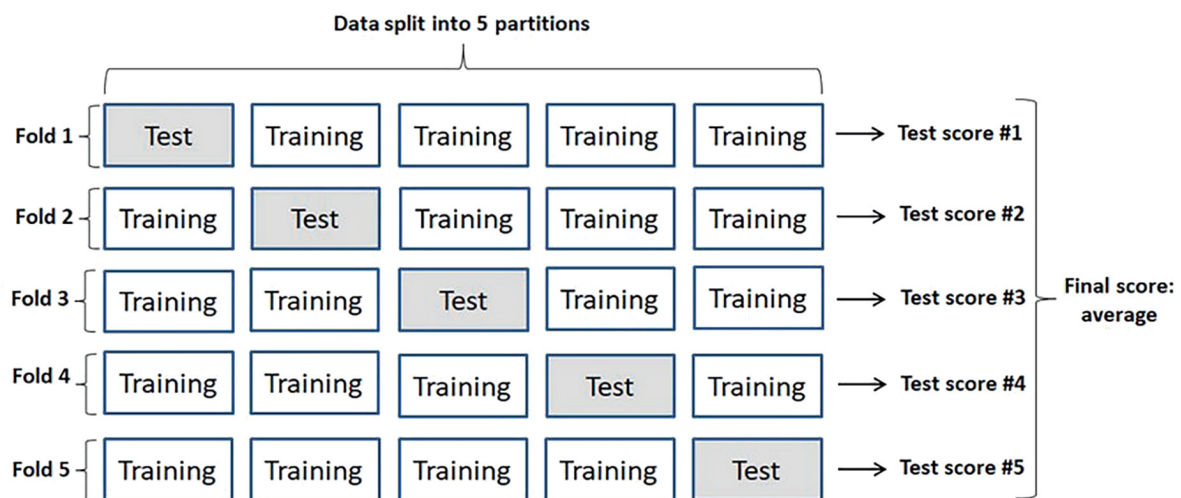 Data split into 5 partitions
Fold 1 Test Training Training Training Training Test score #1
Fold 2 Training Test Training Training Training Test score #2
Fold 3 Training Training Test Training Training Test score #3
Final score:
average
Fold 4 Training Training Training Test Training Test score #4
Fold 5 Training Training Training Training Test Test score #5